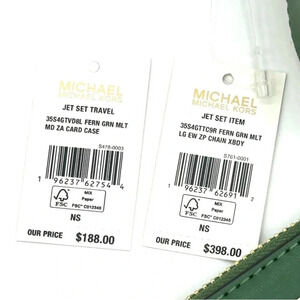 MICHAEL
MICHAEL KORS
JET SET TRAVEL
35S4GTVD8L FERN GRN MLT
MD ZA CARD CASE
S478-0003
1 96237 62754 4
FSC
MIX
Paper
FSC® C012345
NS
OUR PRICE $188.00
MICHAEL
MICHAEL KORS
JET SET ITEM
35S4GTTC9R FERN GRN MLT
LG EW ZP CHAIN XBDY
S761-0001
1 96237 62691 2
FSC
MIX
Paper
FSC® C012345
NS
OUR PRICE $398.00